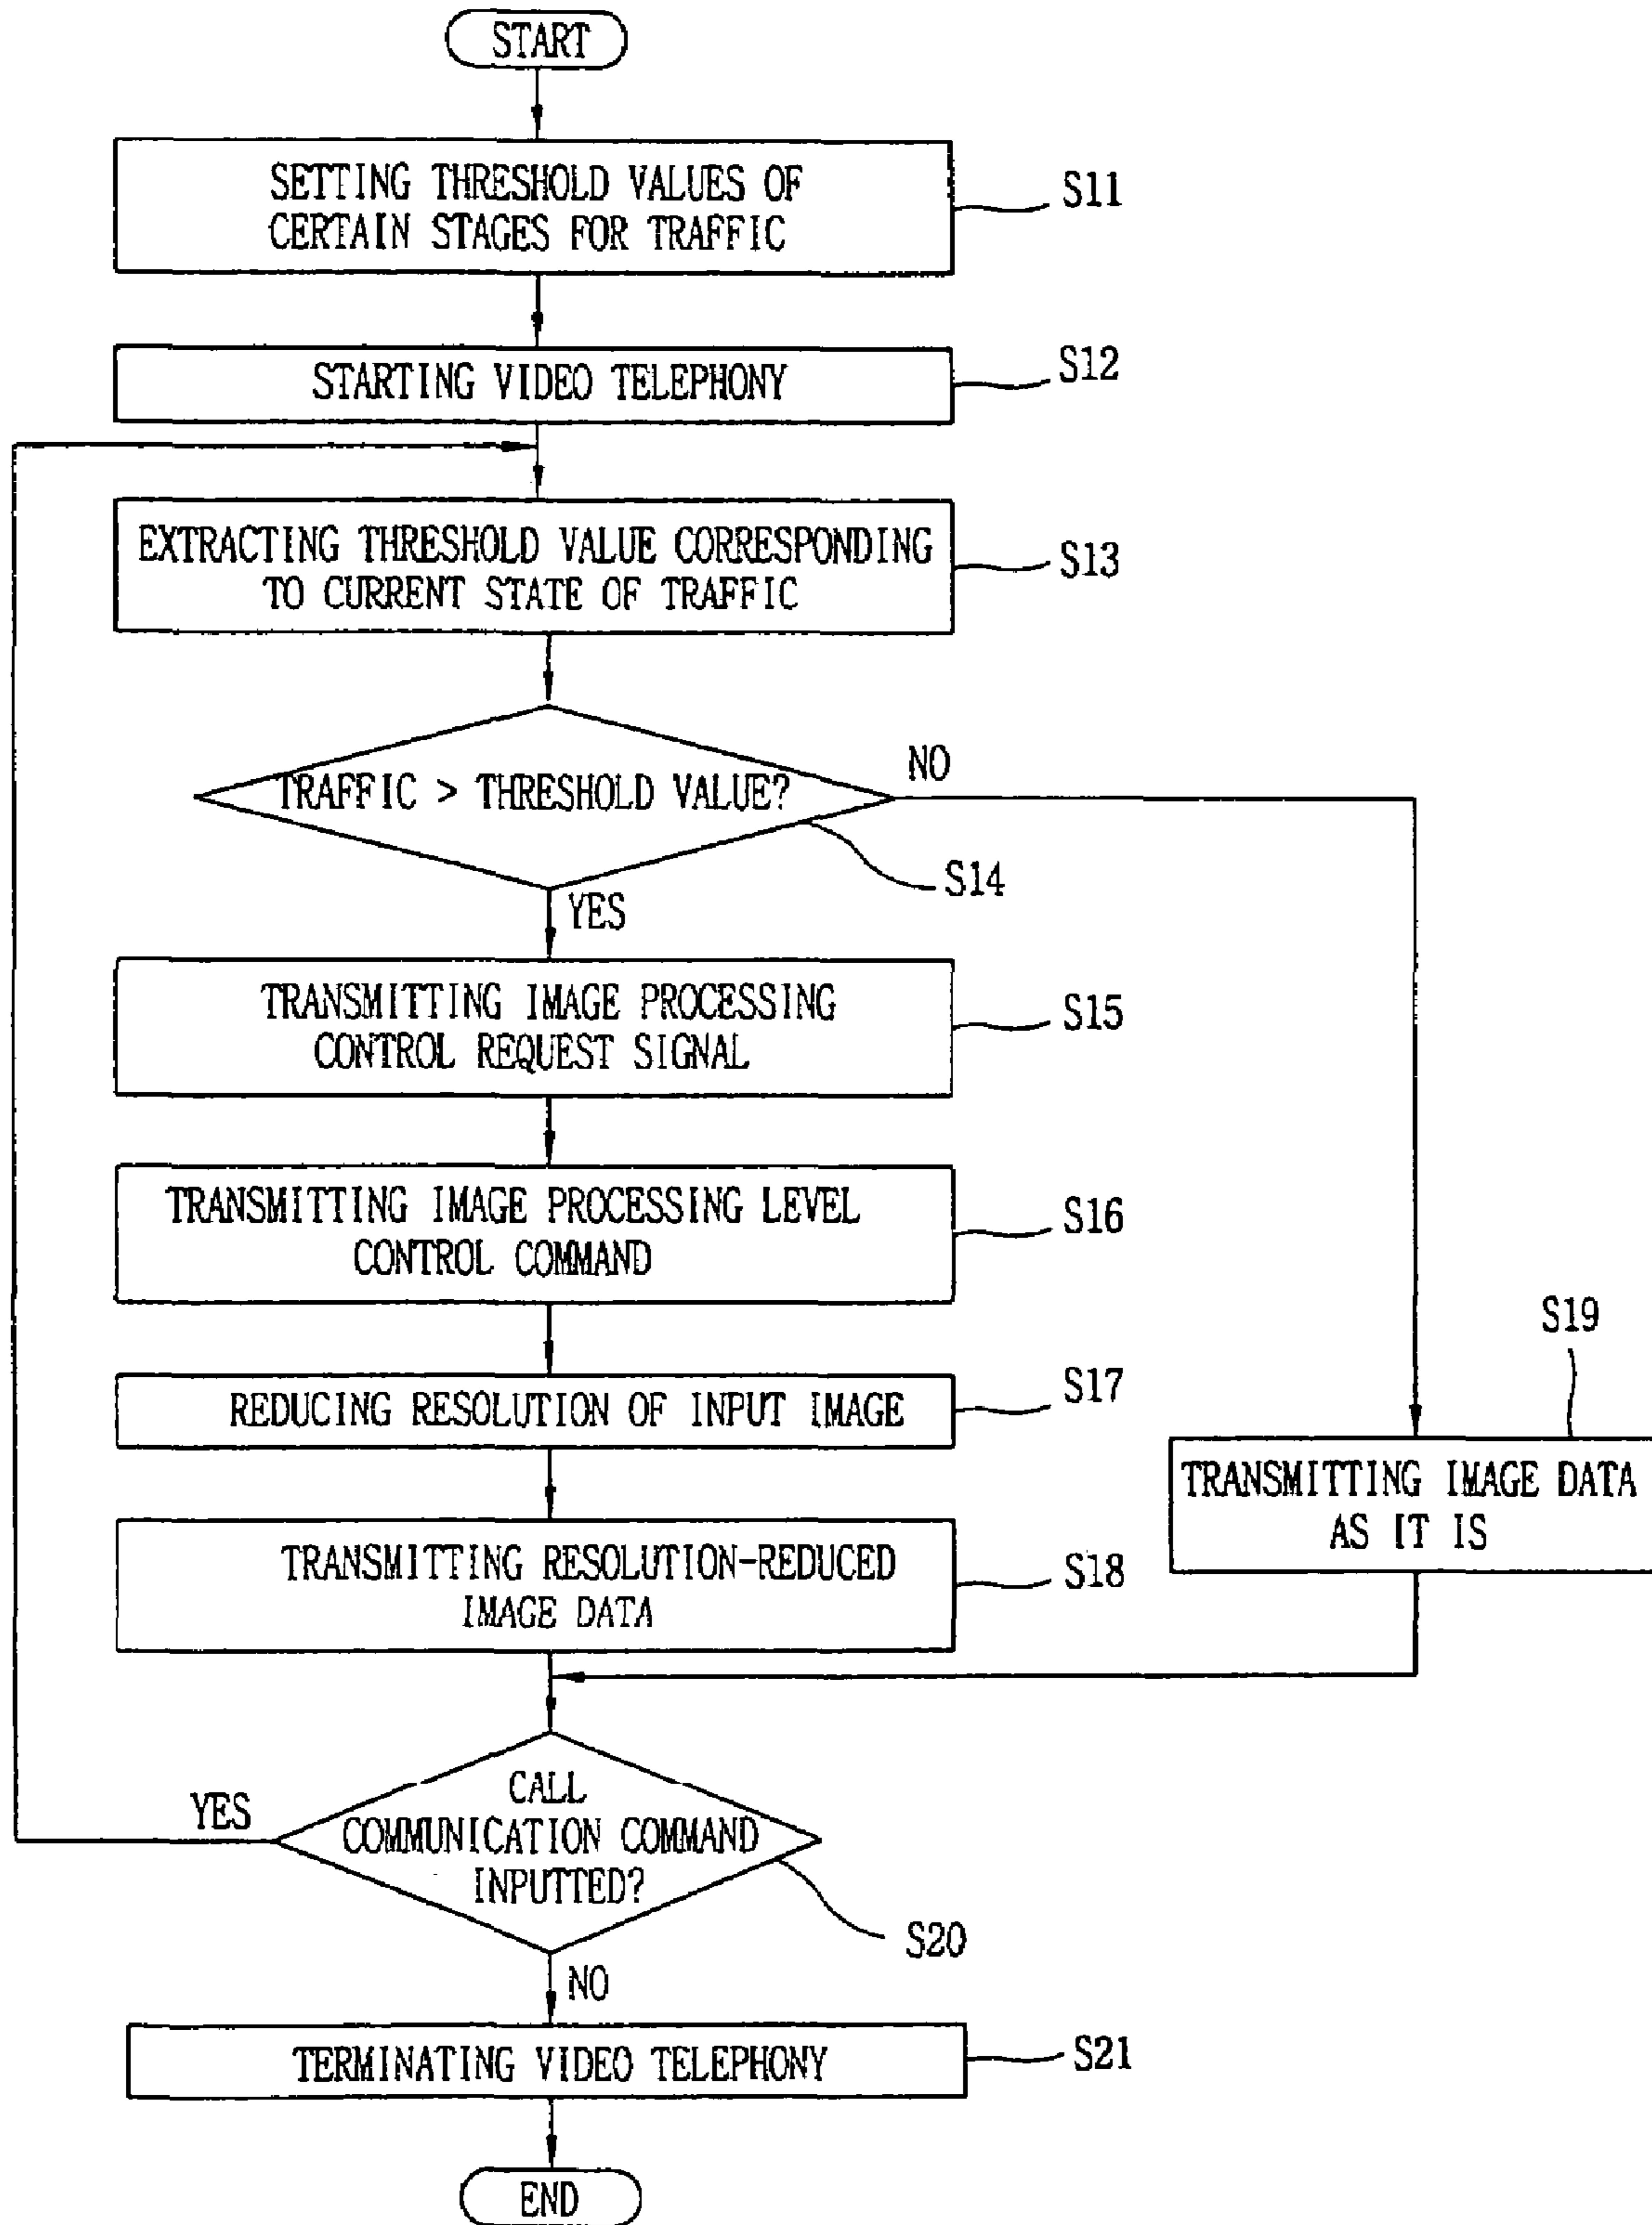 START
SETTING THRESHOLD VALUES OF
CERTAIN STAGES FOR TRAFFIC
S11
STARTING VIDEO TELEPHONY
S12
EXTRACTING THRESHOLD VALUE CORRESPONDING
TO CURRENT STATE OF TRAFFIC
S13
TRAFFIC > THRESHOLD VALUE?
NO
S14
YES
TRANSMITTING IMAGE PROCESSING
CONTROL REQUEST SIGNAL
S15
TRANSMITTING IMAGE PROCESSING LEVEL
CONTROL COMMAND
S16
REDUCING RESOLUTION OF INPUT IMAGE
S17
S19
TRANSMITTING IMAGE DATA
AS IT IS
TRANSMITTING RESOLUTION-REDUCED
IMAGE DATA
S18
CALL
COMMUNICATION COMMAND
INPUTTED?
YES
S20
NO
TERMINATING VIDEO TELEPHONY
S21
END